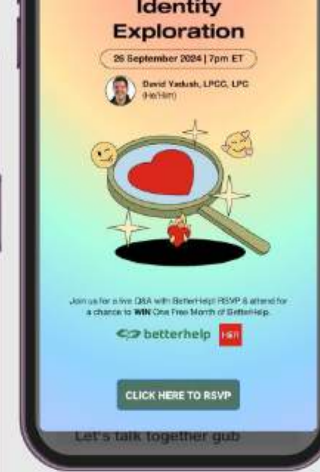 Identity
Exploration
26 September 2024 | 7pm ET
David Yadush, LPCC, LPC
(He/Him)
Join us for a live Q&A with BetterHelp! RSVP & attend for
a chance to WIN One Free Month of BetterHelp.
betterhelp HER
CLICK HERE TO RSVP
Let's talk together gub